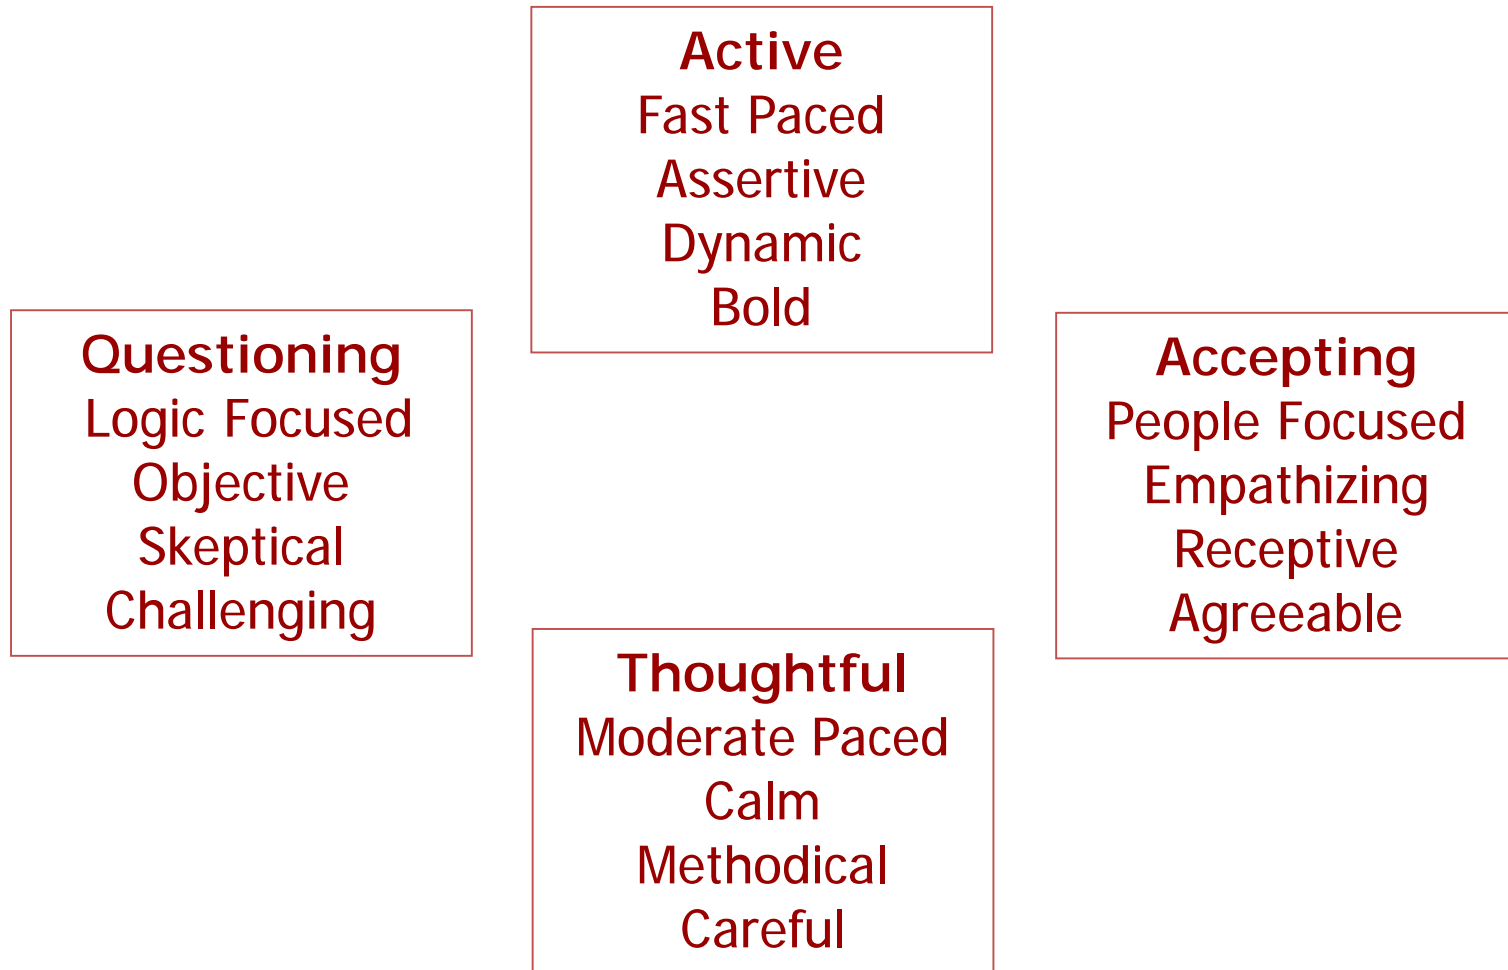 Active
Fast Paced
Assertive
Dynamic
Bold
Questioning
Logic Focused
Objective
Skeptical
Challenging
Accepting
People Focused
Empathizing
Receptive
Agreeable
Thoughtful
Moderate Paced
Calm
Methodical
Careful